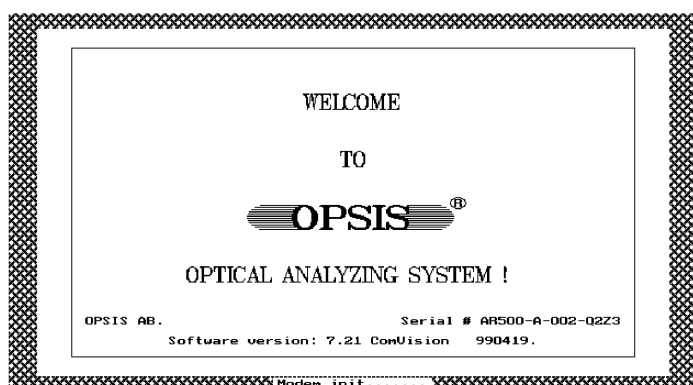 WELCOME
TO
OPSIS®
OPTICAL ANALYZING SYSTEM !
OPSIS AB. Serial # AR500-A-002-Q2Z3
Software version: 7.21 ComVision 990419.
Modem init.......